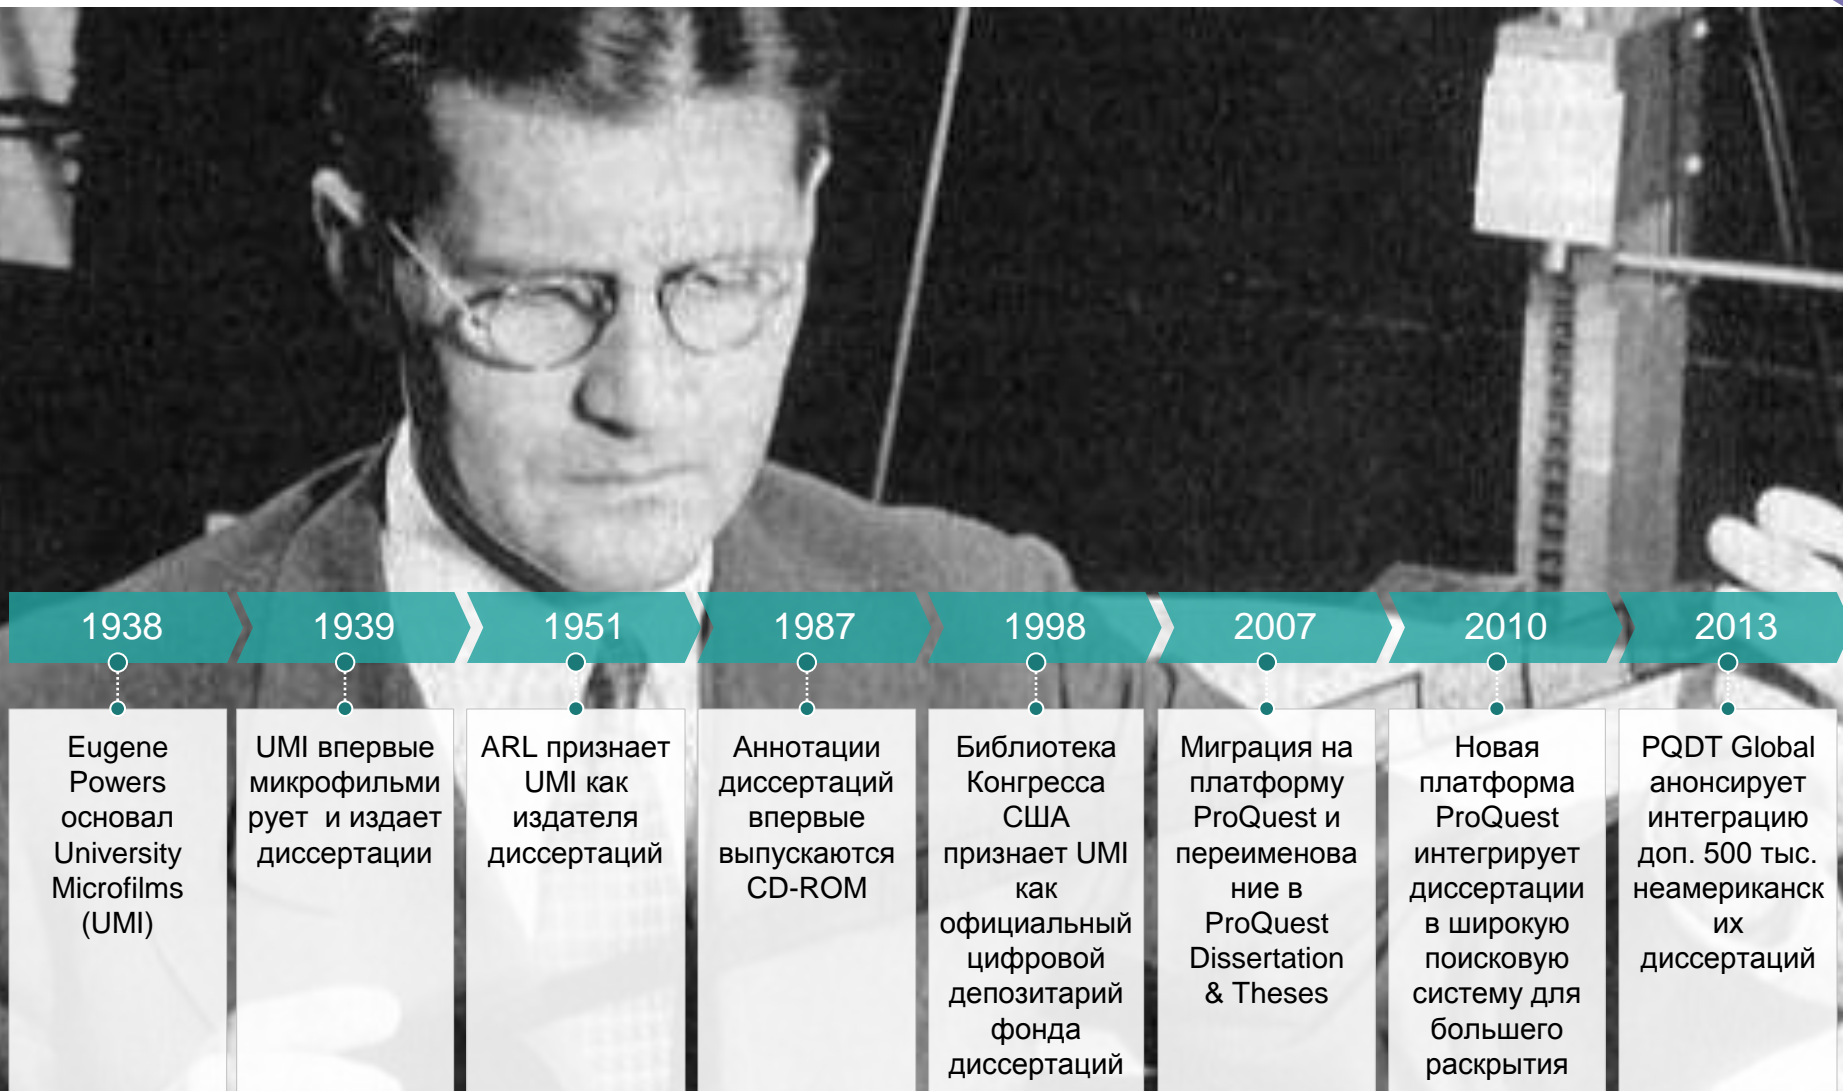 1938
1939
1951
1987
1998
2007
2010
2013
Eugene
Powers
основал
University
Microfilms
(UMI)
UMI впервые
микрофильми
рует и издает
диссертации
ARL признает
UMI как
издателя
диссертаций
Аннотации
диссертаций
впервые
выпускаются
CD-ROM
Библиотека
Конгресса
США
признает UMI
как
официальный
цифровой
депозитарий
фонда
диссертаций
Миграция на
платформу
ProQuest и
переименова
ние в
ProQuest
Dissertation
& Theses
Новая
платформа
ProQuest
интегрирует
диссертации
в широкую
поисковую
систему для
большего
раскрытия
PQDT Global
анонсирует
интеграцию
доп. 500 тыс.
неамериканск
их
диссертаций